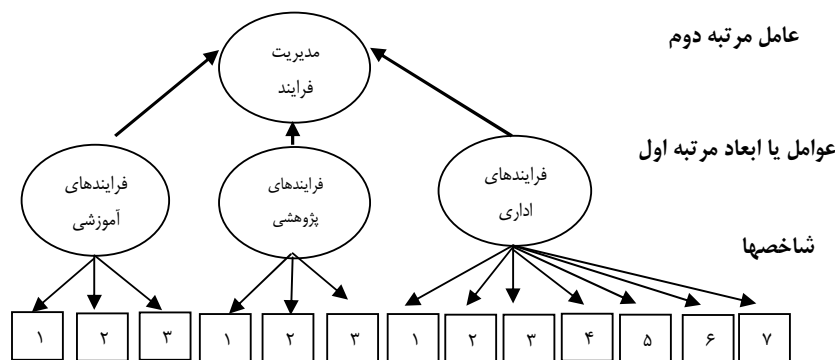 عامل مرتبه دوم
مدیریت
فرایند
عوامل یا ابعاد مرتبه اول
فرایندهای
اداری
فرایندهای
پژوهشی
فرایندهای
آموزشی
شاخصها
۱ ۲ ۳ ۱ ۲ ۳ ۱ ۲ ۳ ۴ ۵ ۶ ۷